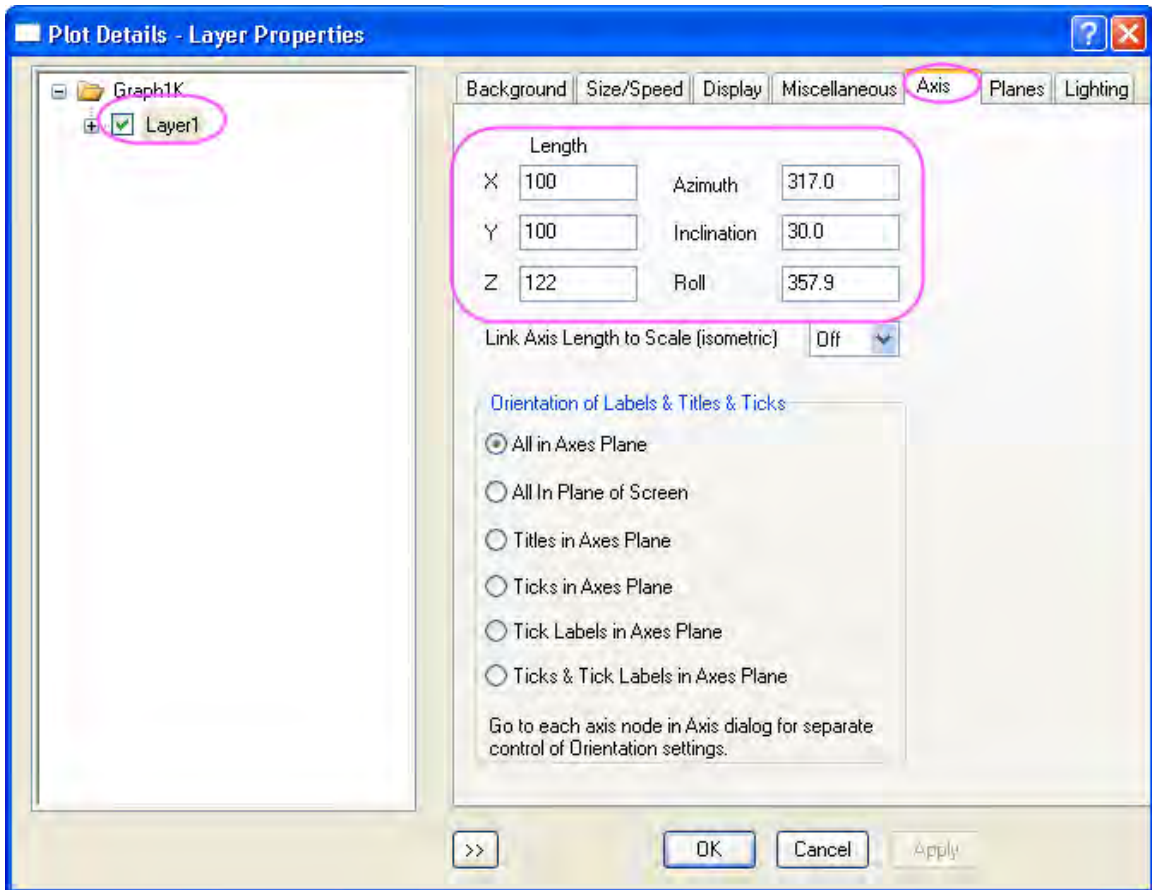 Plot Details - Layer Properties
Graph1K
Layer1
Background Size/Speed Display Miscellaneous Axis Planes Lighting
Length
X 100 Azimuth 317.0
Y 100 Inclination 30.0
Z 122 Roll 357.9
Link Axis Length to Scale (isometric) Off
Orientation of Labels & Titles & Ticks
All in Axes Plane
All In Plane of Screen
Titles in Axes Plane
Ticks in Axes Plane
Tick Labels in Axes Plane
Ticks & Tick Labels in Axes Plane
Go to each axis node in Axis dialog for separate
control of Orientation settings.
>> OK Cancel Apply